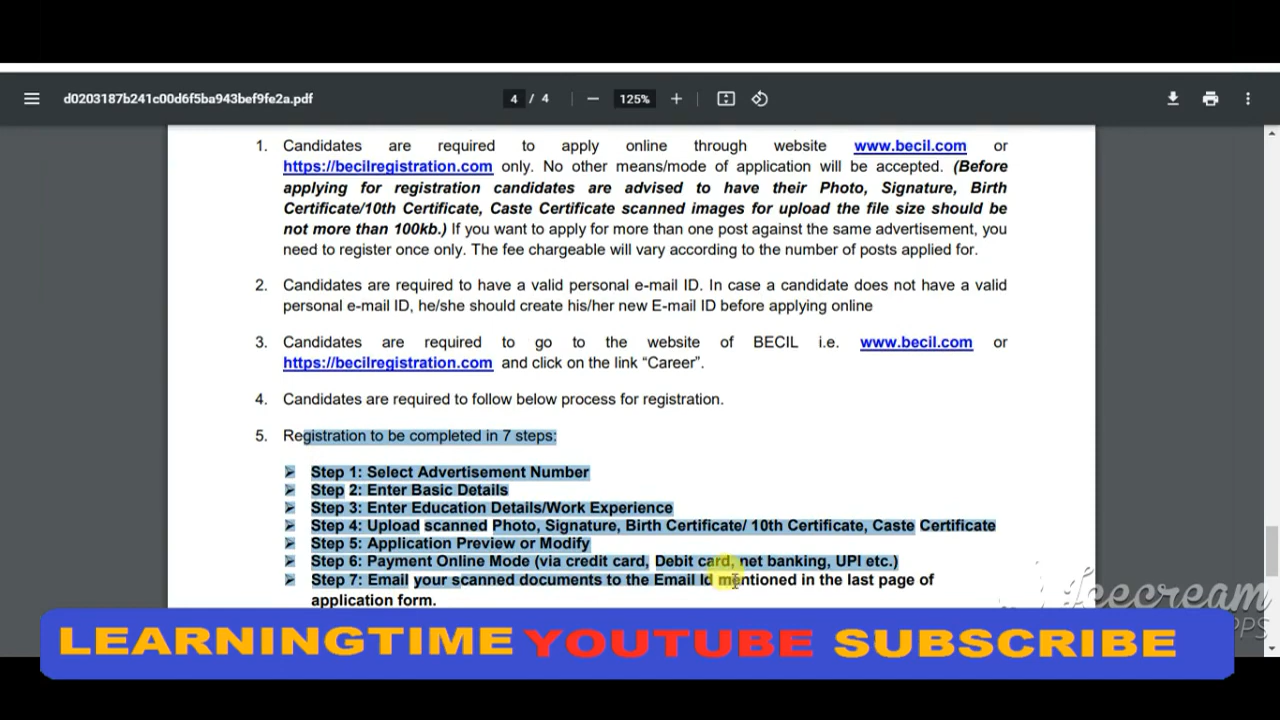 d0203187b241c00d6f5ba943bef9fe2a.pdf 4 / 4 125%
1. Candidates are required to apply online through website www.becil.com or
https://becilregistration.com only. No other means/mode of application will be accepted. (Before
applying for registration candidates are advised to have their Photo, Signature, Birth
Certificate/10th Certificate, Caste Certificate scanned images for upload the file size should be
not more than 100kb.) If you want to apply for more than one post against the same advertisement, you
need to register once only. The fee chargeable will vary according to the number of posts applied for.
2. Candidates are required to have a valid personal e-mail ID. In case a candidate does not have a valid
personal e-mail ID, he/she should create his/her new E-mail ID before applying online
3. Candidates are required to go to the website of BECIL i.e. www.becil.com or
https://becilregistration.com and click on the link “Career”.
4. Candidates are required to follow below process for registration.
5. Registration to be completed in 7 steps:
➢ Step 1: Select Advertisement Number
➢ Step 2: Enter Basic Details
➢ Step 3: Enter Education Details/Work Experience
➢ Step 4: Upload scanned Photo, Signature, Birth Certificate/ 10th Certificate, Caste Certificate
➢ Step 5: Application Preview or Modify
➢ Step 6: Payment Online Mode (via credit card, Debit card, net banking, UPI etc.)
➢ Step 7: Email your scanned documents to the Email Id mentioned in the last page of
application form.
Icecream
APPS
LEARNINGTIME YOUTUBE SUBSCRIBE